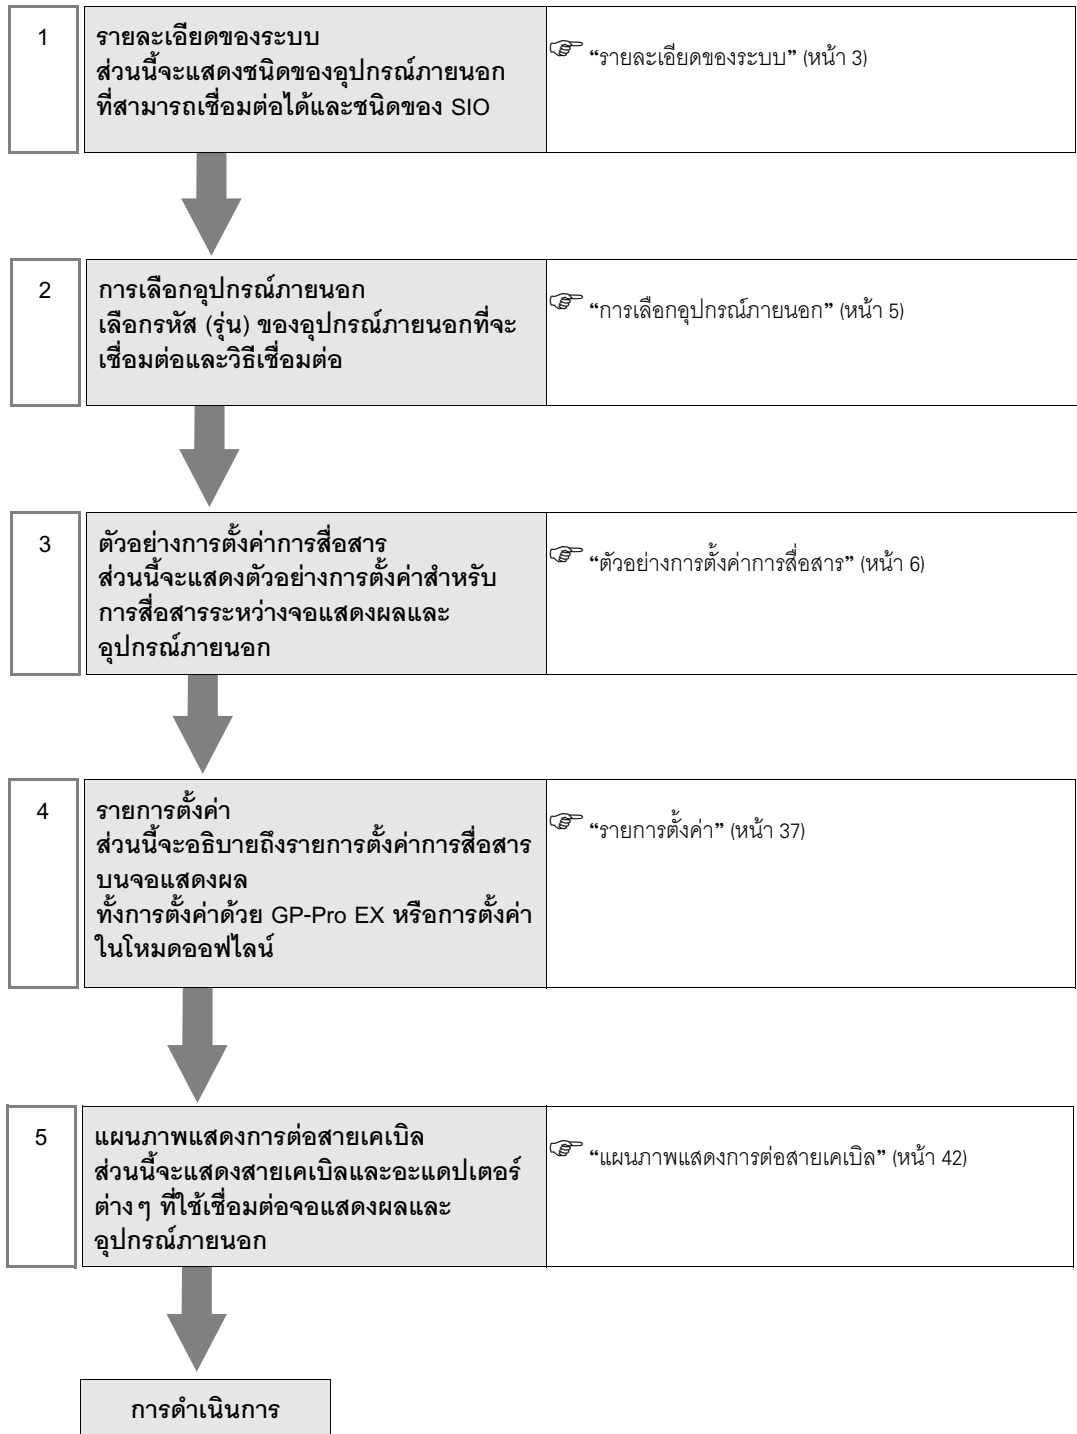 1
รายละเอียดของระบบ
ส่วนนี้จะแสดงชนิดของอุปกรณ์ภายนอก
ที่สามารถเชื่อมต่อได้และชนิดของ SIO
“รายละเอียดของระบบ” (หน้า 3)
2
การเลือกอุปกรณ์ภายนอก
เลือกรหัส (รุ่น) ของอุปกรณ์ภายนอกที่จะ
เชื่อมต่อและวิธีเชื่อมต่อ
“การเลือกอุปกรณ์ภายนอก” (หน้า 5)
3
ตัวอย่างการตั้งค่าการสื่อสาร
ส่วนนี้จะแสดงตัวอย่างการตั้งค่าสำหรับ
การสื่อสารระหว่างจอแสดงผลและ
อุปกรณ์ภายนอก
“ตัวอย่างการตั้งค่าการสื่อสาร” (หน้า 6)
4
รายการตั้งค่า
ส่วนนี้จะอธิบายถึงรายการตั้งค่าการสื่อสาร
บนจอแสดงผล
ทั้งการตั้งค่าด้วย GP-Pro EX หรือการตั้งค่า
ในโหมดออฟไลน์
“รายการตั้งค่า” (หน้า 37)
5
แผนภาพแสดงการต่อสายเคเบิล
ส่วนนี้จะแสดงสายเคเบิลและอะแดปเตอร์
ต่างๆ ที่ใช้เชื่อมต่อจอแสดงผลและ
อุปกรณ์ภายนอก
“แผนภาพแสดงการต่อสายเคเบิล” (หน้า 42)
การดำเนินการ